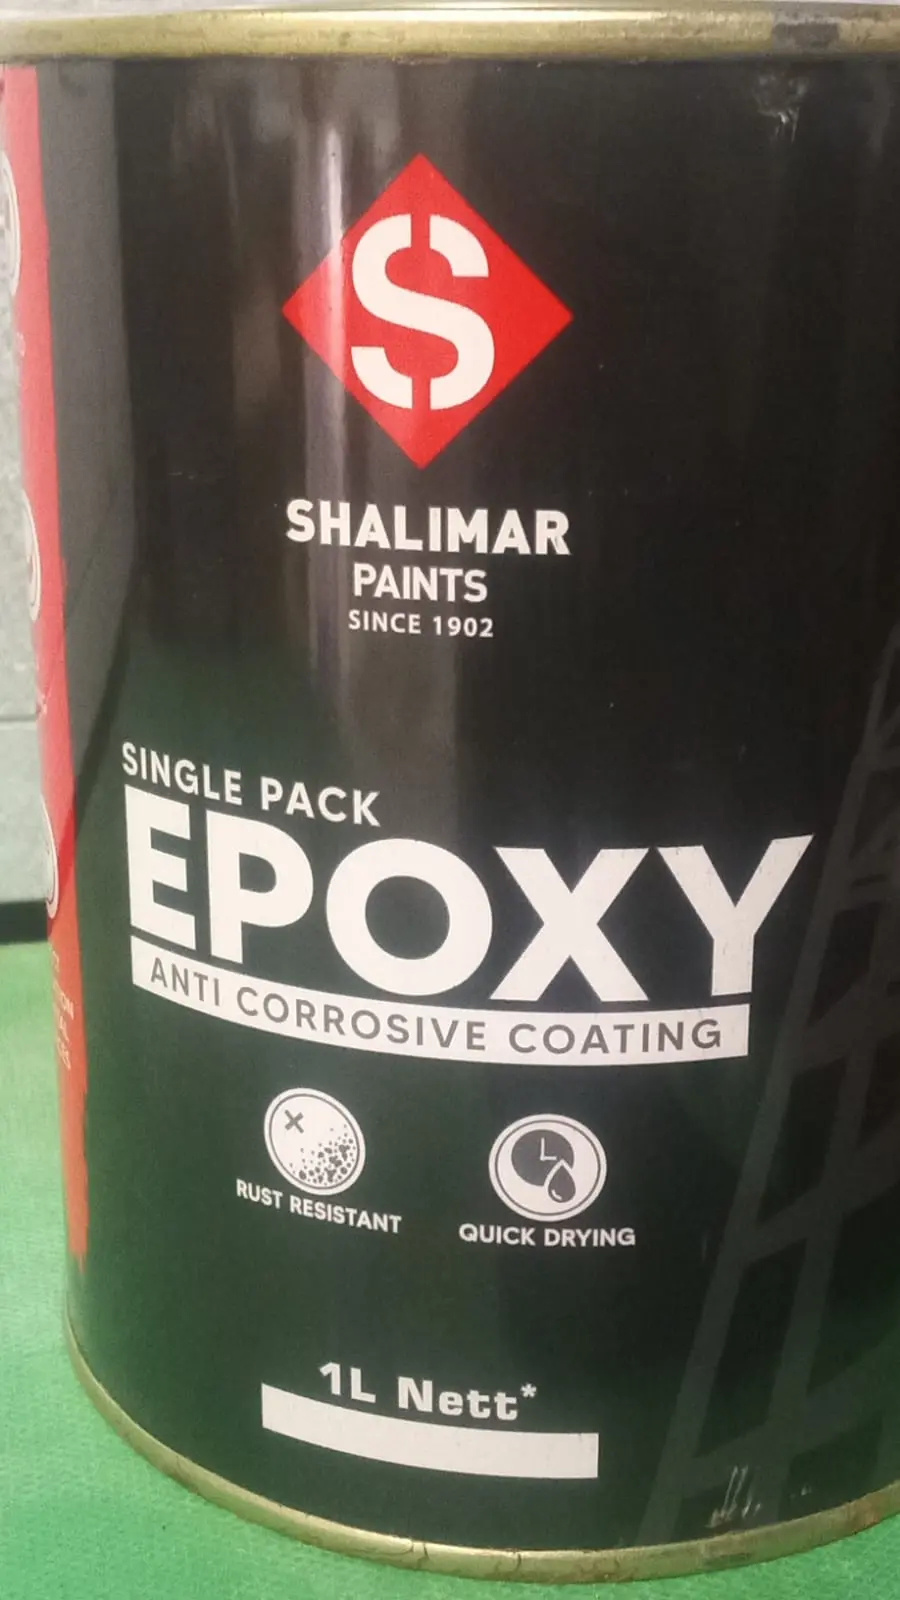 S
SHALIMAR
PAINTS
SINCE 1902
SINGLE PACK
EPOXY
ANTI CORROSIVE COATING
RUST RESISTANT
QUICK DRYING
1L Nett*